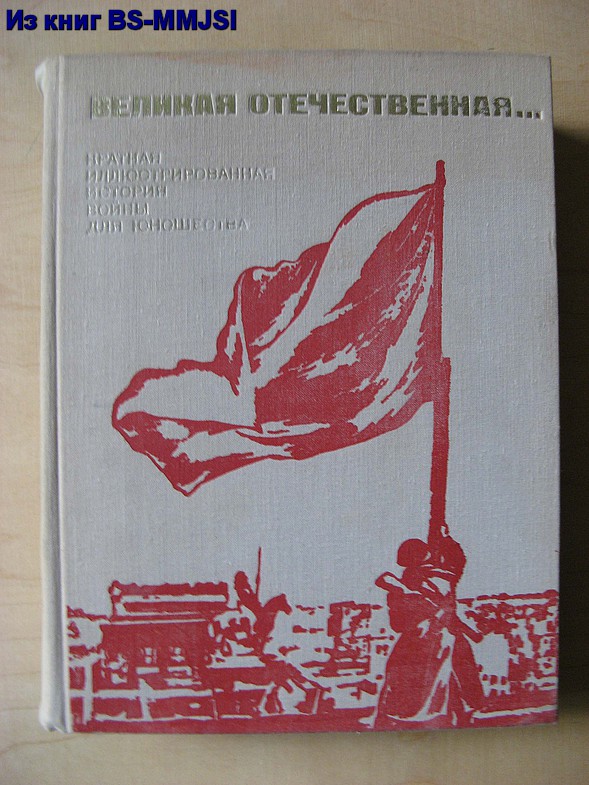 Из книг BS-MMJSI
ВЕЛИКАЯ ОТЕЧЕСТВЕННАЯ...
КРАТКАЯ
ИЛЛЮСТРИРОВАННАЯ
ИСТОРИЯ
ВОЙНЫ
ДЛЯ ЮНОШЕСТВА